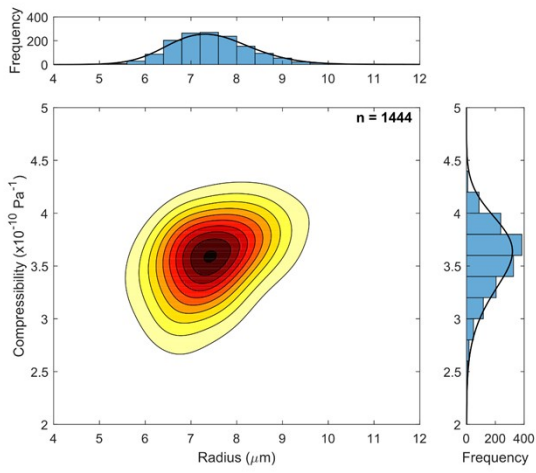 Frequency
400
200
0
4 5 6 7 8 9 10 11 12
n = 1444
Compressibility (x10-10 Pa-1)
5
4.5
4
3.5
3
2.5
2
4 5 6 7 8 9 10 11 12
Radius (μm)
5
4.5
4
3.5
3
2.5
2
0 200 400
Frequency